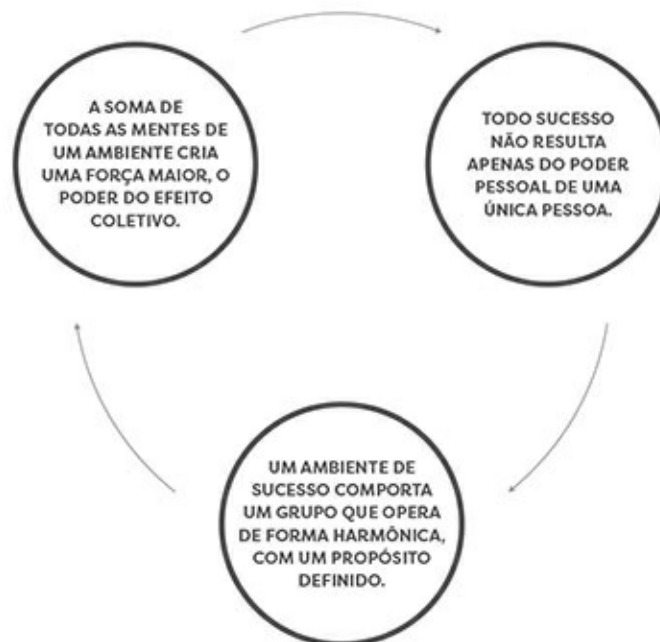 A SOMA DE
TODAS AS MENTES DE
UM AMBIENTE CRIA
UMA FORÇA MAIOR, O
PODER DO EFEITO
COLETIVO.
TODO SUCESSO
NÃO RESULTA
APENAS DO PODER
PESSOAL DE UMA
ÚNICA PESSOA.
UM AMBIENTE DE
SUCESSO COMPORTA
UM GRUPO QUE OPERA
DE FORMA HARMÔNICA,
COM UM PROPÓSITO
DEFINIDO.